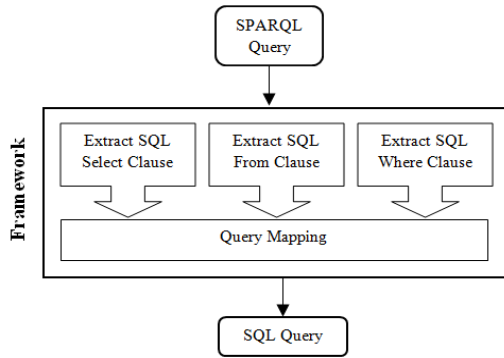 SPARQL
Query
Framework
Extract SQL
Select Clause
Extract SQL
From Clause
Extract SQL
Where Clause
Query Mapping
SQL Query